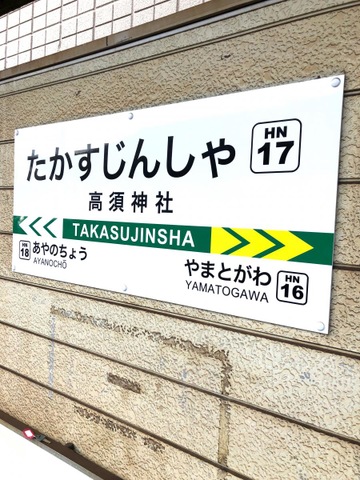 たかすじんしゃ
HN
17
高須神社
TAKASUJINSHA
HN
18
あやのちょう
AYANOCHŌ
やまとがわ
YAMATOGAWA
HN
16